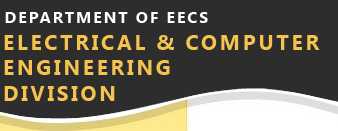 DEPARTMENT OF EECS
ELECTRICAL & COMPUTER
ENGINEERING
DIVISION